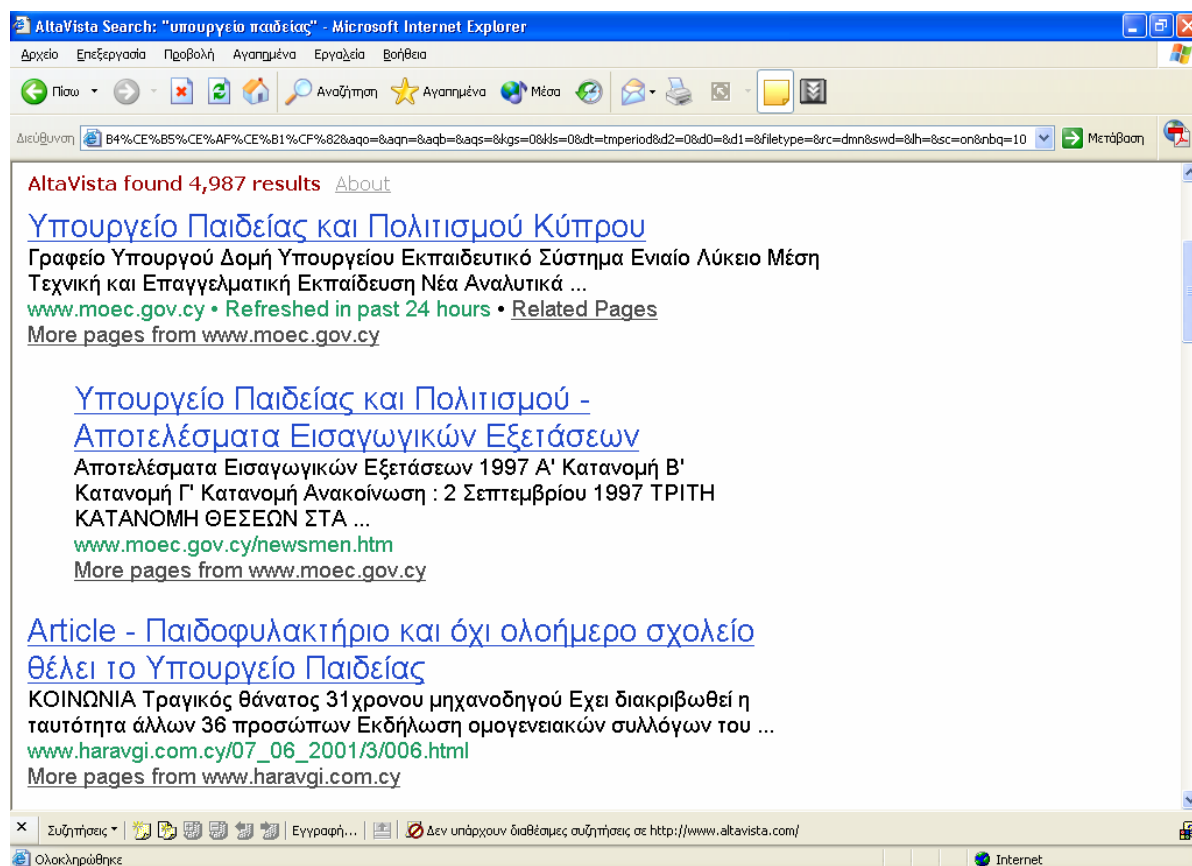 AltaVista Search: "υπουργείο παιδείας" - Microsoft Internet Explorer
Αρχείο Επεξεργασία Προβολή Αγαπημένα Εργαλεία Βοήθεια
Πίσω Αναζήτηση Αγαπημένα Μέσα
Διεύθυνση B4%CE%B5%CE%AF%CE%B1%CF%82&aqo=&aqn=&aqb=&aqs=&kgs=0&kls=0&dt=tmperiod&d2=0&d0=&d1=&filetype=&rc=dmn&swd=&lh=&sc=on&nbq=10 Μετάβαση
AltaVista found 4,987 results About
Υπουργείο Παιδείας και Πολιτισμού Κύπρου
Γραφείο Υπουργού Δομή Υπουργείου Εκπαιδευτικό Σύστημα Ενιαίο Λύκειο Μέση
Τεχνική και Επαγγελματική Εκπαίδευση Νέα Αναλυτικά ...
www.moec.gov.cy • Refreshed in past 24 hours • Related Pages
More pages from www.moec.gov.cy
Υπουργείο Παιδείας και Πολιτισμού -
Αποτελέσματα Εισαγωγικών Εξετάσεων
Αποτελέσματα Εισαγωγικών Εξετάσεων 1997 Α' Κατανομή Β'
Κατανομή Γ' Κατανομή Ανακοίνωση : 2 Σεπτεμβρίου 1997 ΤΡΙΤΗ
ΚΑΤΑΝΟΜΗ ΘΕΣΕΩΝ ΣΤΑ ...
www.moec.gov.cy/newsmen.htm
More pages from www.moec.gov.cy
Article - Παιδοφυλακτήριο και όχι ολοήμερο σχολείο
θέλει το Υπουργείο Παιδείας
ΚΟΙΝΩΝΙΑ Τραγικός θάνατος 31χρονου μηχανοδηγού Εχει διακριβωθεί η
ταυτότητα άλλων 36 προσώπων Εκδήλωση ομογενειακών συλλόγων του ...
www.haravgi.com.cy/07_06_2001/3/006.html
More pages from www.haravgi.com.cy
Συζητήσεις Εγγραφή... Δεν υπάρχουν διαθέσιμες συζητήσεις σε http://www.altavista.com/
Ολοκληρώθηκε Internet